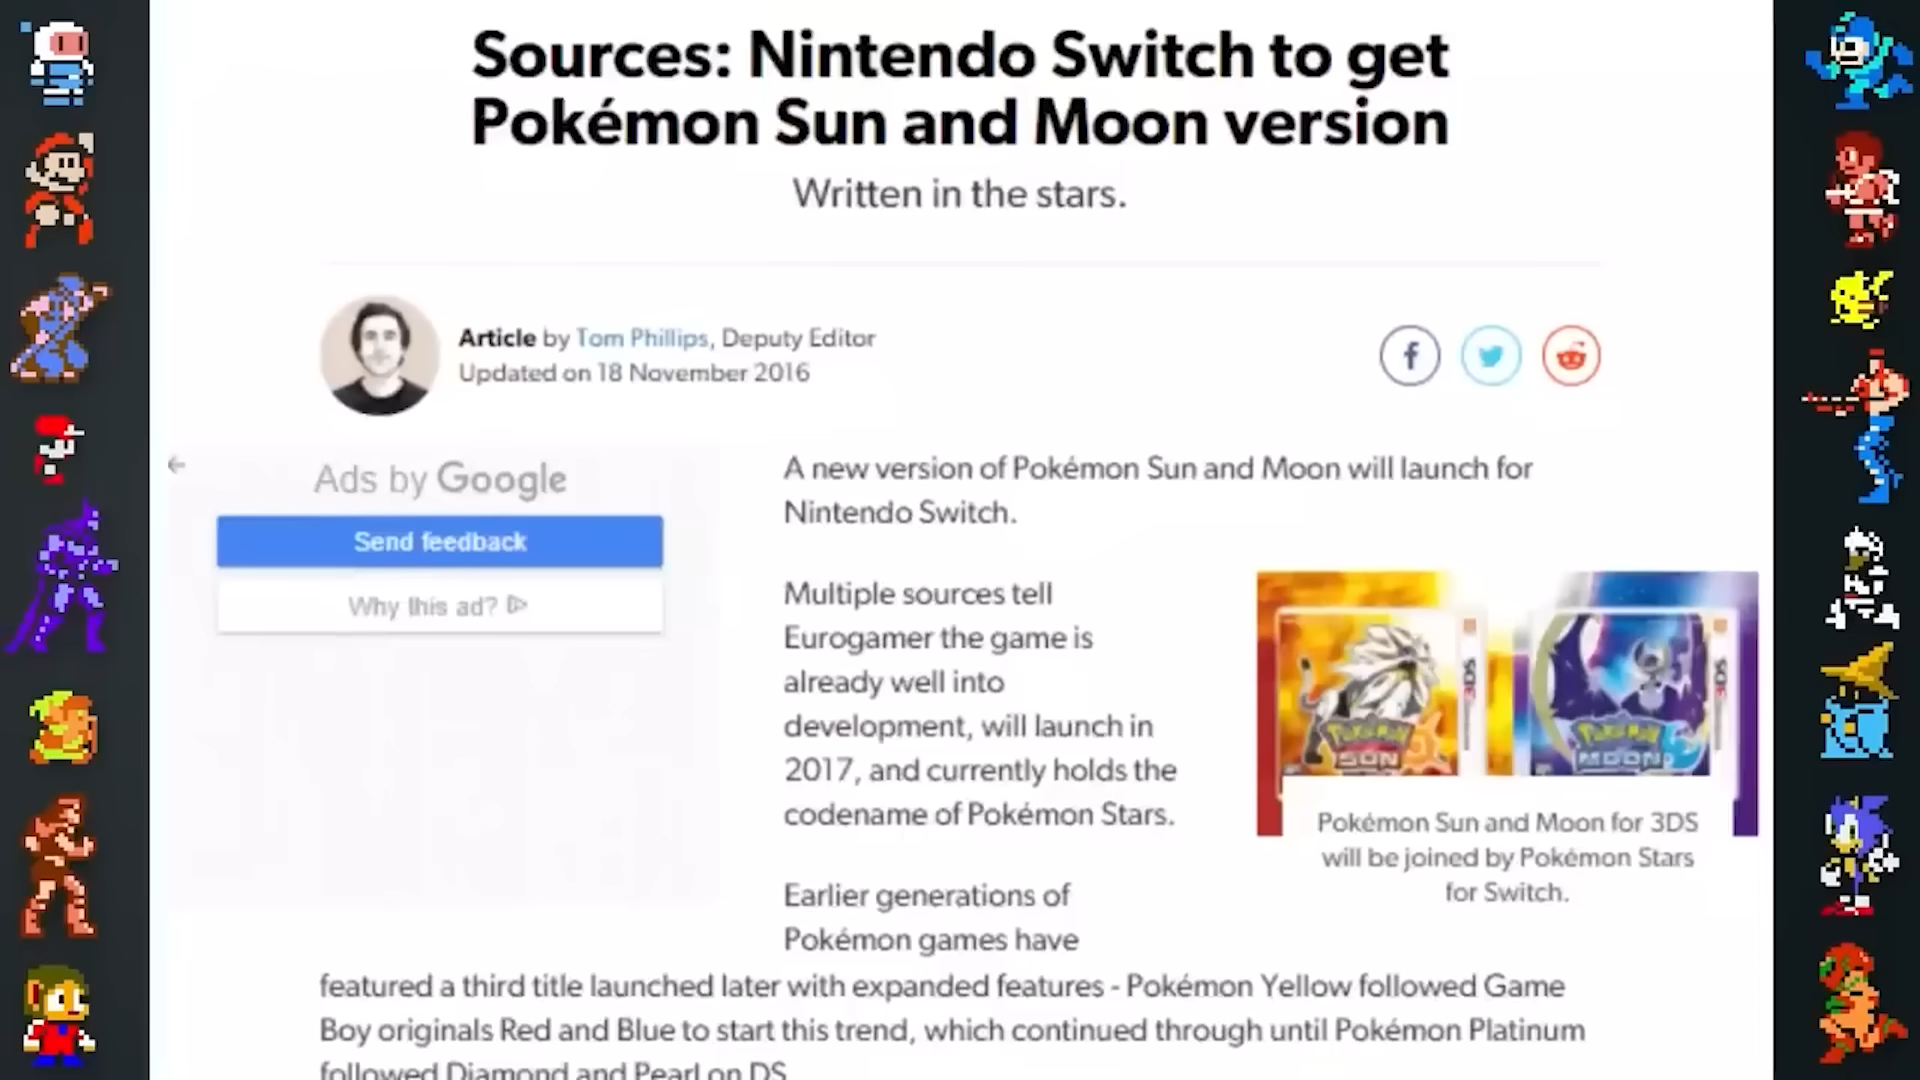 Sources: Nintendo Switch to get
Pokémon Sun and Moon version
Written in the stars.
Article by Tom Phillips, Deputy Editor
Updated on 18 November 2016
Ads by Google
Send feedback
Why this ad?
A new version of Pokémon Sun and Moon will launch for
Nintendo Switch.
Multiple sources tell
Eurogamer the game is
already well into
development, will launch in
2017, and currently holds the
codename of Pokémon Stars.
POKéMON
SUN
3DS
POKéMON
MOON
3DS
Pokémon Sun and Moon for 3DS
will be joined by Pokémon Stars
for Switch.
Earlier generations of
Pokémon games have
featured a third title launched later with expanded features - Pokémon Yellow followed Game
Boy originals Red and Blue to start this trend, which continued through until Pokémon Platinum
followed Diamond and Pearl on DS